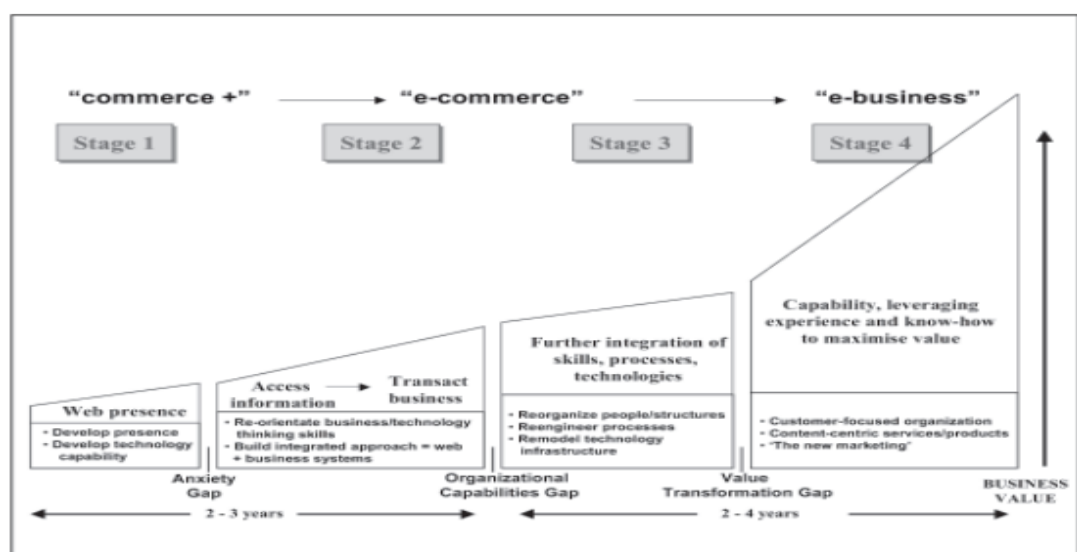 “commerce +” “e-commerce” “e-business”
Stage 1 Stage 2 Stage 3 Stage 4
Web presence
• Develop presence
• Develop technology
capability
Access
information
Transact
business
• Re-orientate business/technology
thinking skills
• Build integrated approach = web
+ business systems
Further integration of
skills, processes,
technologies
• Reorganize people/structures
• Reengineer processes
• Remodel technology
infrastructure
Capability, leveraging
experience and know-how
to maximise value
• Customer-focused organization
• Content-centric services/products
• “The new marketing”
Anxiety
Gap
Organizational
Capabilities Gap
Value
Transformation Gap
BUSINESS
VALUE
2 - 3 years
2 - 4 years